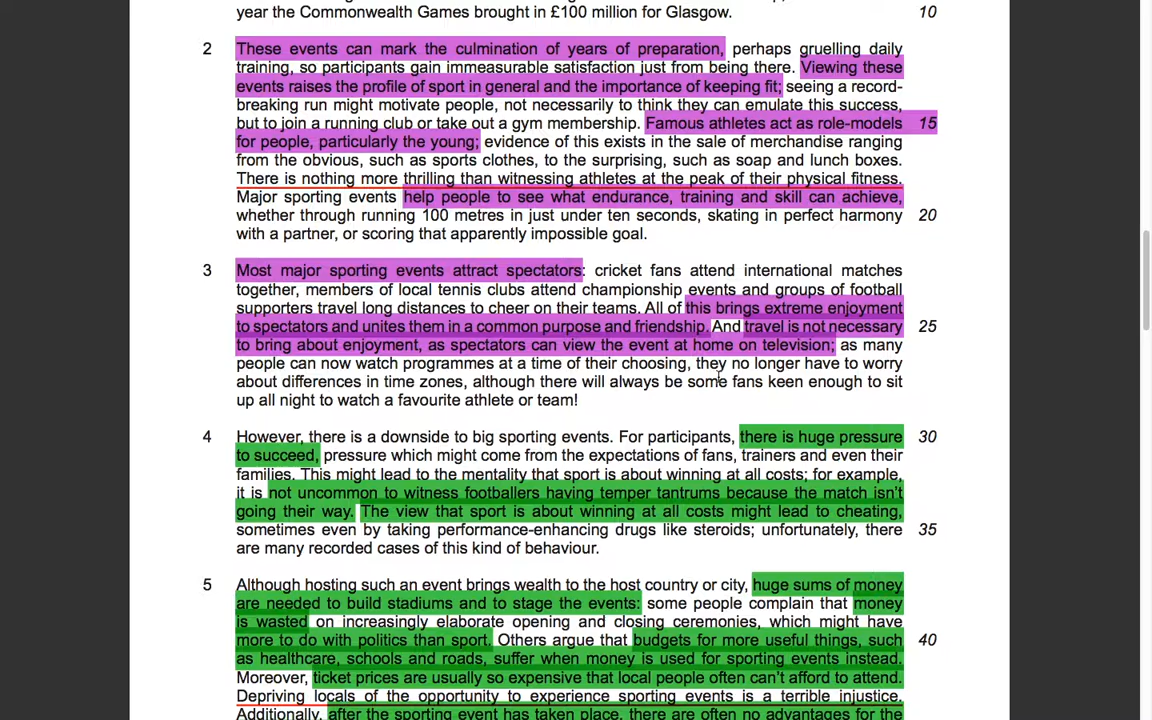 year the Commonwealth Games brought in £100 million for Glasgow. 10
2 These events can mark the culmination of years of preparation, perhaps gruelling daily
training, so participants gain immeasurable satisfaction just from being there. Viewing these
events raises the profile of sport in general and the importance of keeping fit; seeing a record-
breaking run might motivate people, not necessarily to think they can emulate this success,
but to join a running club or take out a gym membership. Famous athletes act as role-models 15
for people, particularly the young; evidence of this exists in the sale of merchandise ranging
from the obvious, such as sports clothes, to the surprising, such as soap and lunch boxes.
There is nothing more thrilling than witnessing athletes at the peak of their physical fitness.
Major sporting events help people to see what endurance, training and skill can achieve,
whether through running 100 metres in just under ten seconds, skating in perfect harmony 20
with a partner, or scoring that apparently impossible goal.
3 Most major sporting events attract spectators: cricket fans attend international matches
together, members of local tennis clubs attend championship events and groups of football
supporters travel long distances to cheer on their teams. All of this brings extreme enjoyment
to spectators and unites them in a common purpose and friendship. And travel is not necessary 25
to bring about enjoyment, as spectators can view the event at home on television; as many
people can now watch programmes at a time of their choosing, they no longer have to worry
about differences in time zones, although there will always be some fans keen enough to sit
up all night to watch a favourite athlete or team!
4 However, there is a downside to big sporting events. For participants, there is huge pressure 30
to succeed, pressure which might come from the expectations of fans, trainers and even their
families. This might lead to the mentality that sport is about winning at all costs; for example,
it is not uncommon to witness footballers having temper tantrums because the match isn't
going their way. The view that sport is about winning at all costs might lead to cheating,
sometimes even by taking performance-enhancing drugs like steroids; unfortunately, there 35
are many recorded cases of this kind of behaviour.
5 Although hosting such an event brings wealth to the host country or city, huge sums of money
are needed to build stadiums and to stage the events: some people complain that money
is wasted on increasingly elaborate opening and closing ceremonies, which might have
more to do with politics than sport. Others argue that budgets for more useful things, such 40
as healthcare, schools and roads, suffer when money is used for sporting events instead.
Moreover, ticket prices are usually so expensive that local people often can't afford to attend.
Depriving locals of the opportunity to experience sporting events is a terrible injustice.
Additionally, after the sporting event has taken place, there are often no advantages for the